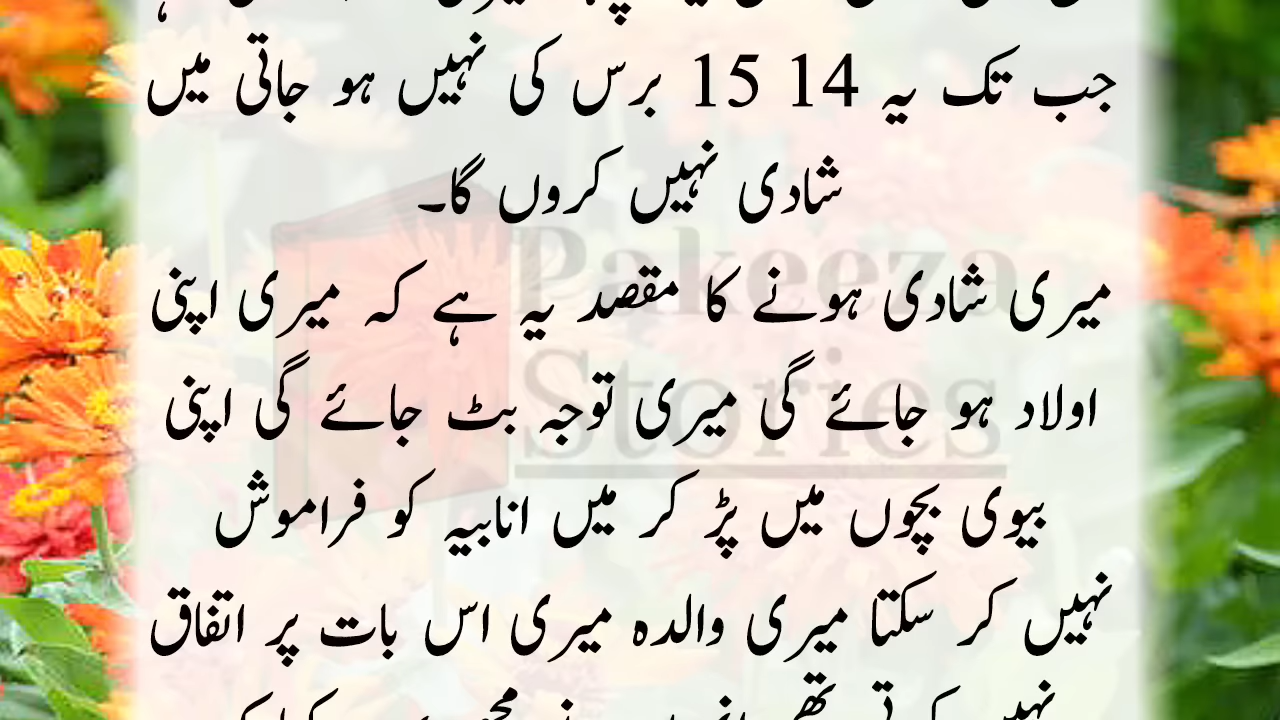 جب تک یہ 14 15 برس کی نہیں ہو جاتی میں
شادی نہیں کروں گا۔
میری شادی ہونے کا مقصد یہ ہے کہ میری اپنی
اولاد ہو جائے گی میری توجہ بٹ جائے گی اپنی
بیوی بچوں میں پڑ کر میں انابیہ کو فراموش
نہیں کر سکتا میری والدہ میری اس بات پر اتفاق
Pakeeza
Stories